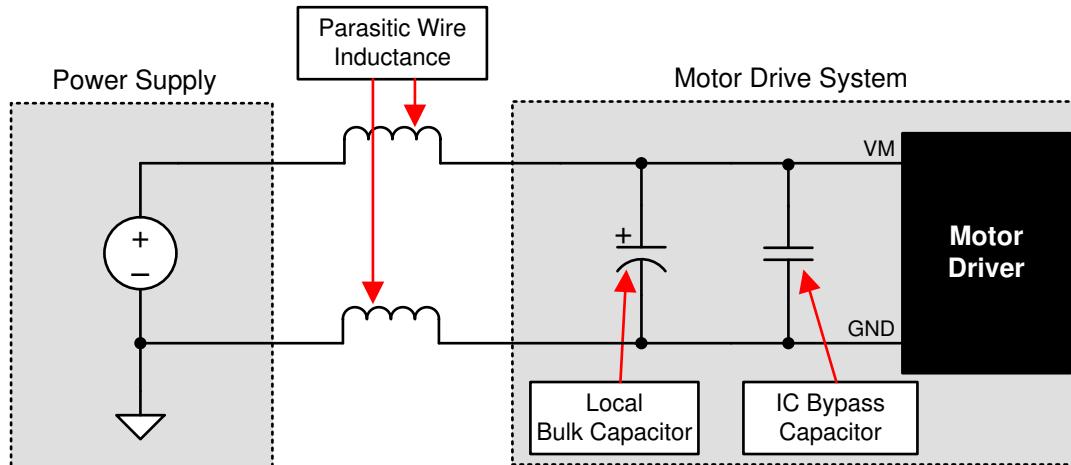 Parasitic Wire
Inductance
Power Supply
Motor Drive System
VM
+
–
+
Motor
Driver
GND
Local
Bulk Capacitor
IC Bypass
Capacitor